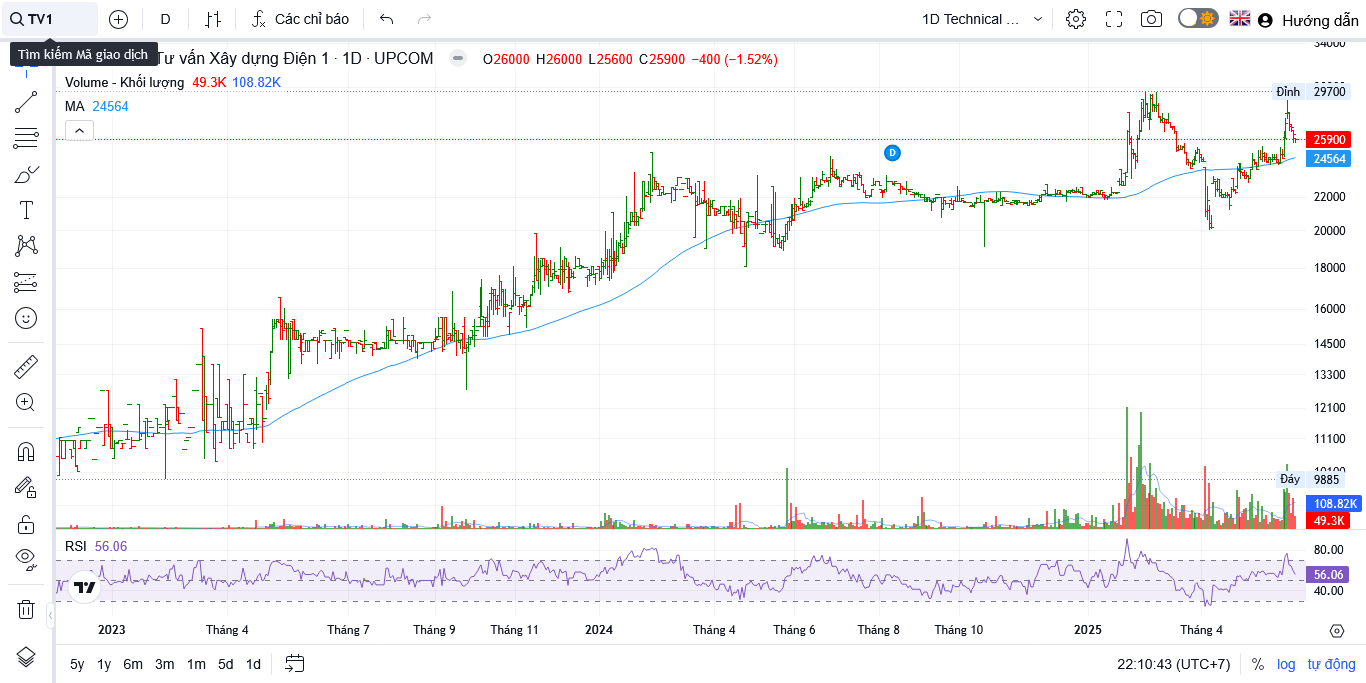 TV1
D
Các chỉ báo
1D Technical ...
Hướng dẫn
Tìm kiếm Mã giao dịch
Tư vấn Xây dựng Điện 1 · 1D · UPCOM
O26000 H26000 L25600 C25900 −400 (−1.52%)
Volume - Khối lượng 49.3K 108.82K
MA 24564
34000
Đỉnh 29700
25900
24564
D
22000
20000
18000
16000
14500
13300
12100
11100
Đáy 9885
108.82K
49.3K
RSI 56.06
80.00
56.06
40.00
2023 Tháng 4 Tháng 7 Tháng 9 Tháng 11 2024 Tháng 4 Tháng 6 Tháng 8 Tháng 10 2025 Tháng 4
5y 1y 6m 3m 1m 5d 1d
22:10:43 (UTC+7) % log tự động